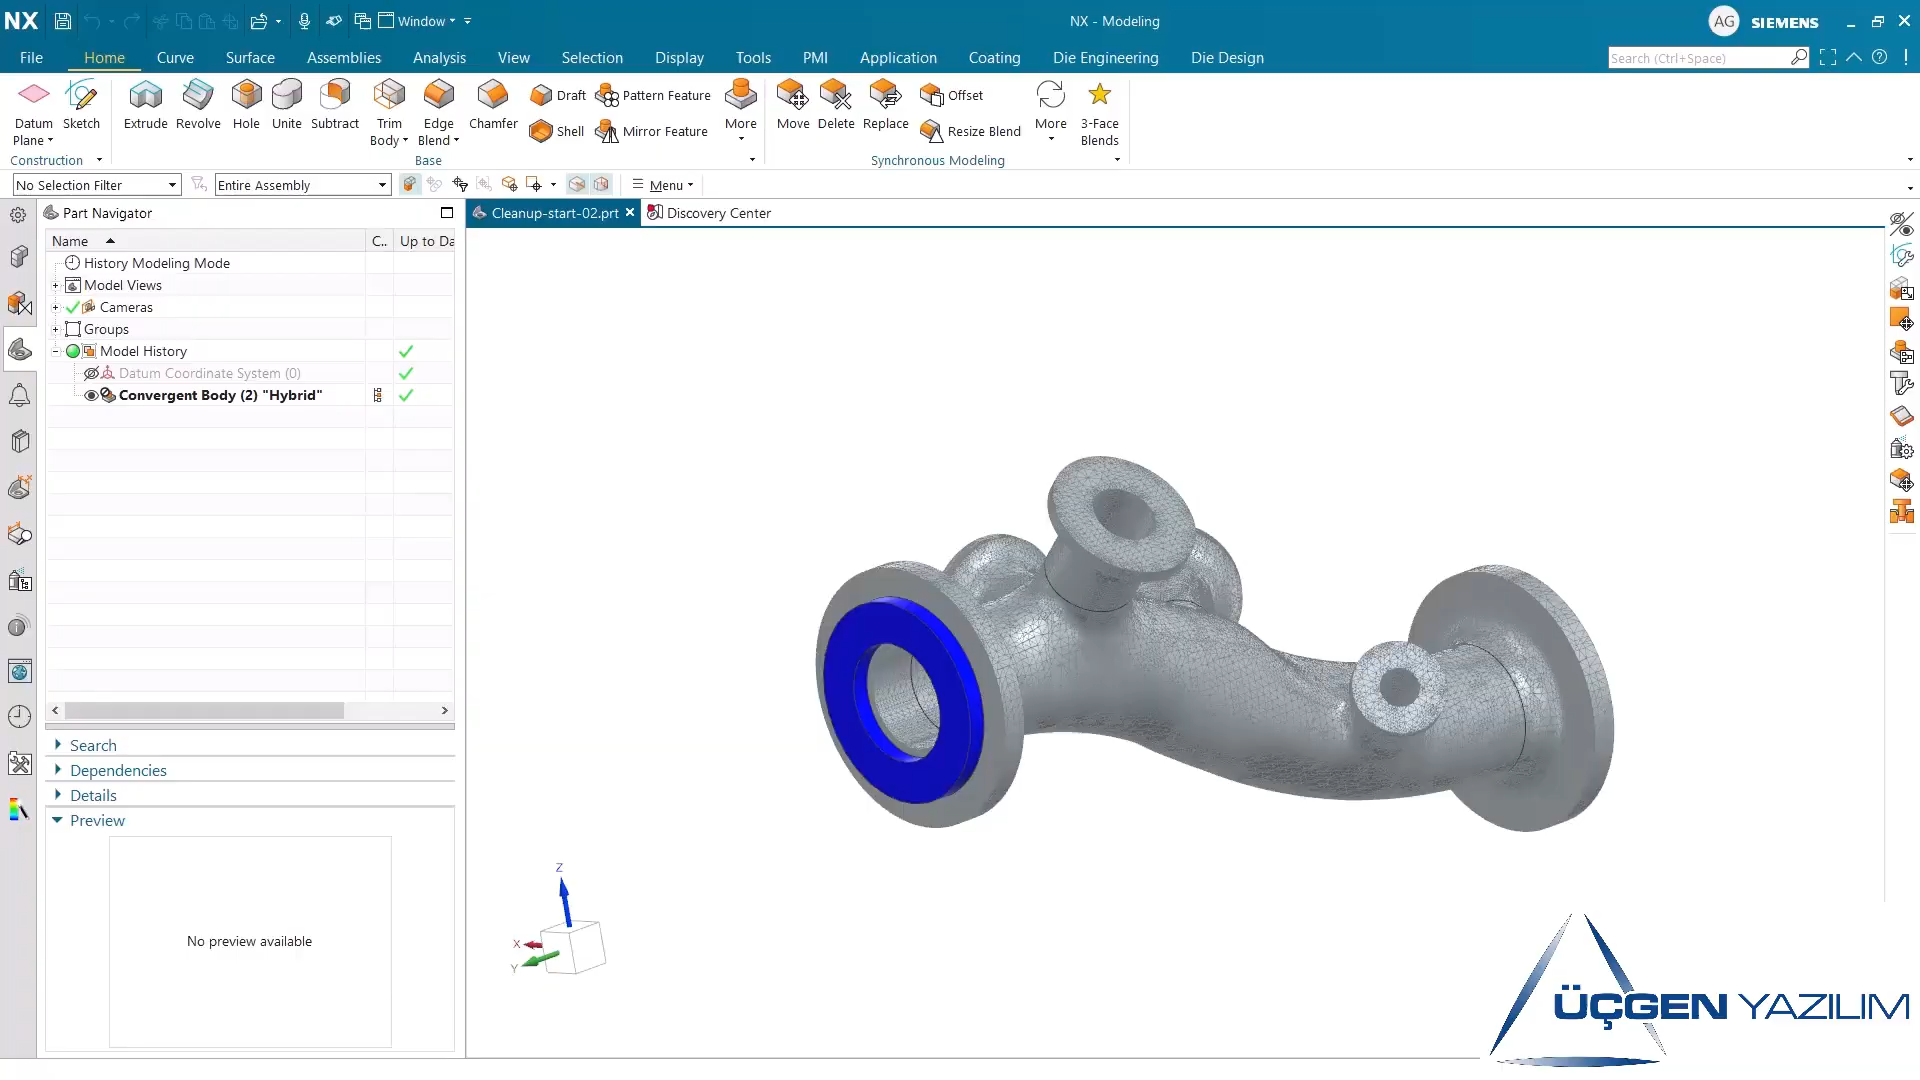 NX
Window
NX - Modeling
AG
SIEMENS
File
Home
Curve
Surface
Assemblies
Analysis
View
Selection
Display
Tools
PMI
Application
Coating
Die Engineering
Die Design
Search (Ctrl+Space)
Datum Plane
Sketch
Extrude
Revolve
Hole
Unite
Subtract
Trim Body
Edge Blend
Chamfer
Draft
Shell
Pattern Feature
Mirror Feature
More
Move
Delete
Replace
Offset
Resize Blend
More
3-Face Blends
Construction
Base
Synchronous Modeling
No Selection Filter
Entire Assembly
Menu
Part Navigator
Cleanup-start-02.prt
Discovery Center
Name
C..
Up to Da
History Modeling Mode
Model Views
Cameras
Groups
Model History
Datum Coordinate System (0)
Convergent Body (2) "Hybrid"
Search
Dependencies
Details
Preview
No preview available
Z
X
Y
ÜÇGEN YAZILIM